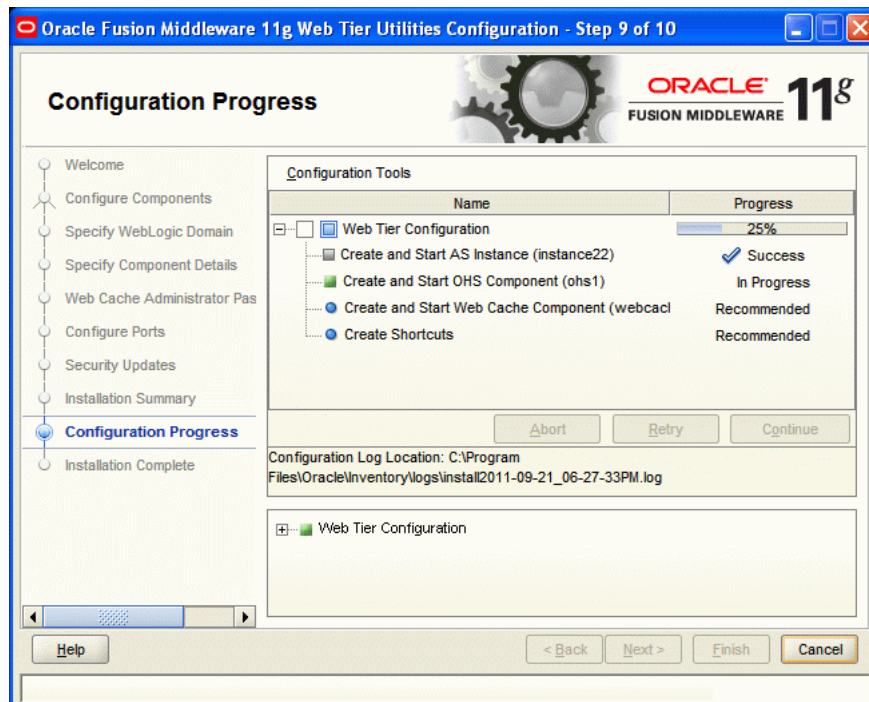 Oracle Fusion Middleware 11g Web Tier Utilities Configuration - Step 9 of 10
Configuration Progress
ORACLE
FUSION MIDDLEWARE
11g
Welcome
Configure Components
Specify WebLogic Domain
Specify Component Details
Web Cache Administrator Pas
Configure Ports
Security Updates
Installation Summary
Configuration Progress
Installation Complete
Configuration Tools
Name Progress
Web Tier Configuration 25%
Create and Start AS Instance (instance22) Success
Create and Start OHS Component (ohs1) In Progress
Create and Start Web Cache Component (webcacl Recommended
Create Shortcuts Recommended
Abort Retry Continue
Configuration Log Location: C:\Program
Files\Oracle\Inventory\logs\install2011-09-21_06-27-33PM.log
Web Tier Configuration
Help < Back Next > Finish Cancel